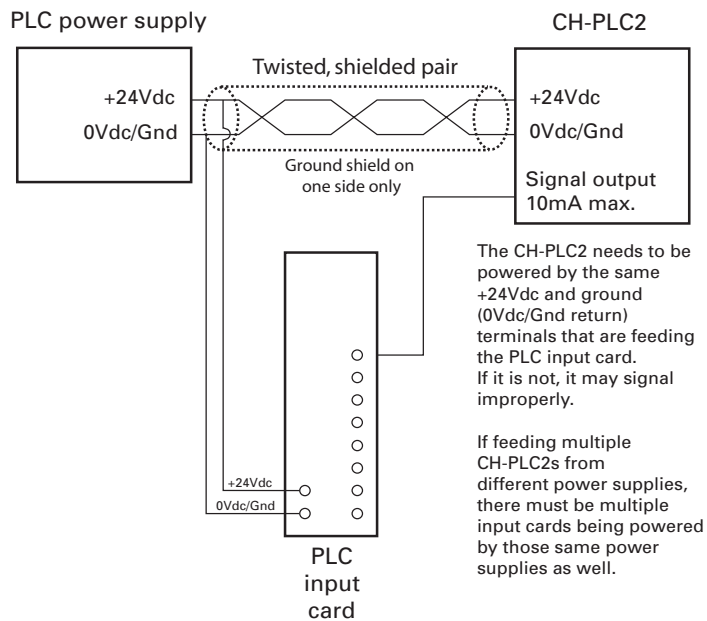 PLC power supply
CH-PLC2
Twisted, shielded pair
+24Vdc
0Vdc/Gnd
+24Vdc
0Vdc/Gnd
Ground shield on
one side only
Signal output
10mA max.
The CH-PLC2 needs to be
powered by the same
+24Vdc and ground
(0Vdc/Gnd return)
terminals that are feeding
the PLC input card.
If it is not, it may signal
improperly.
If feeding multiple
CH-PLC2s from
different power supplies,
there must be multiple
input cards being powered
by those same power
supplies as well.
+24Vdc
0Vdc/Gnd
PLC
input
card